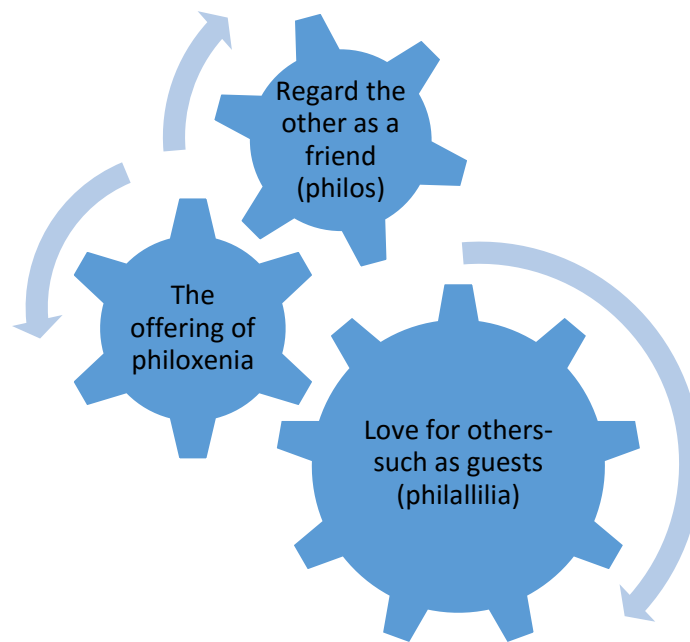 Regard the
other as a
friend
(philos)
The
offering of
philoxenia
Love for others-
such as guests
(philallilia)